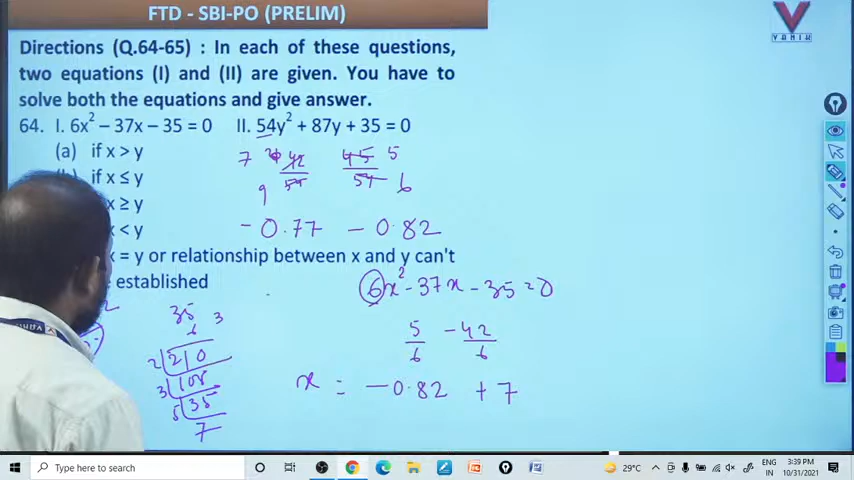 FTD - SBI-PO (PRELIM)
VANIK
Directions (Q.64-65) : In each of these questions,
two equations (I) and (II) are given. You have to
solve both the equations and give answer.
64. I. 6x² – 37x – 35 = 0 II. 54y² + 87y + 35 = 0
(a) if x > y
if x ≤ y
x ≥ y
< y
x = y or relationship between x and y can't
established
7 42 45 5
9 54 54 6
- 0.77 - 0.82
6x² - 37x - 35 = 0
5 -42
6 6
x = - 0.82 + 7
35
6 3
2 210
3 105
5 35
7
Type here to search
29°C
ENG
IN
3:39 PM
10/31/2021